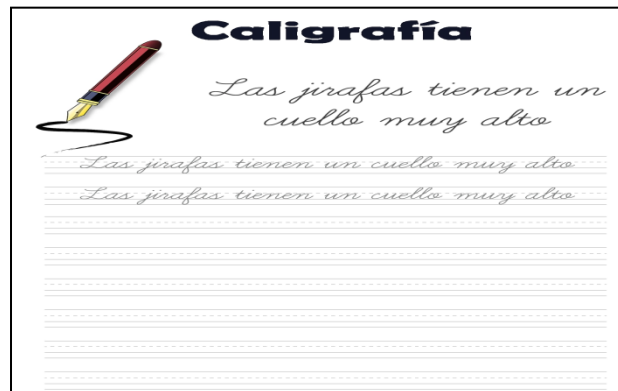 Caligrafía
Las jirafas tienen un
cuello muy alto
Las jirafas tienen un cuello muy alto
Las jirafas tienen un cuello muy alto